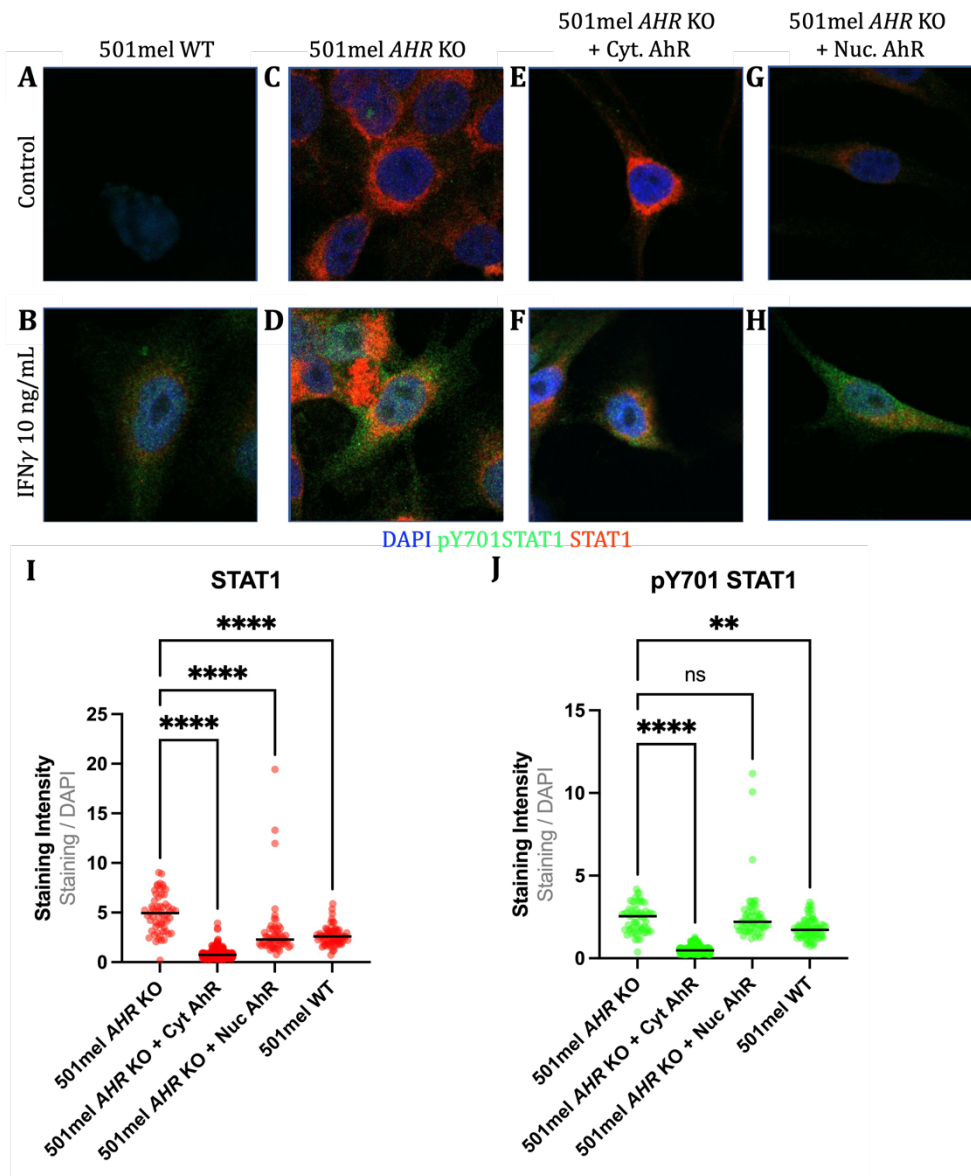 501mel WT
501mel AHR KO
501mel AHR KO
+ Cyt. AhR
501mel AHR KO
+ Nuc. AhR
A
C
E
G
Control
B
D
F
H
IFNγ 10 ng/mL
DAPI pY701STAT1 STAT1
I
STAT1
****
****
****
25
20
15
10
5
0
Staining Intensity
Staining / DAPI
501mel AHR KO
501mel AHR KO + Cyt AhR
501mel AHR KO + Nuc AhR
501mel WT
J
pY701 STAT1
**
ns
****
15
10
5
0
Staining Intensity
Staining / DAPI
501mel AHR KO
501mel AHR KO + Cyt AhR
501mel AHR KO + Nuc AhR
501mel WT